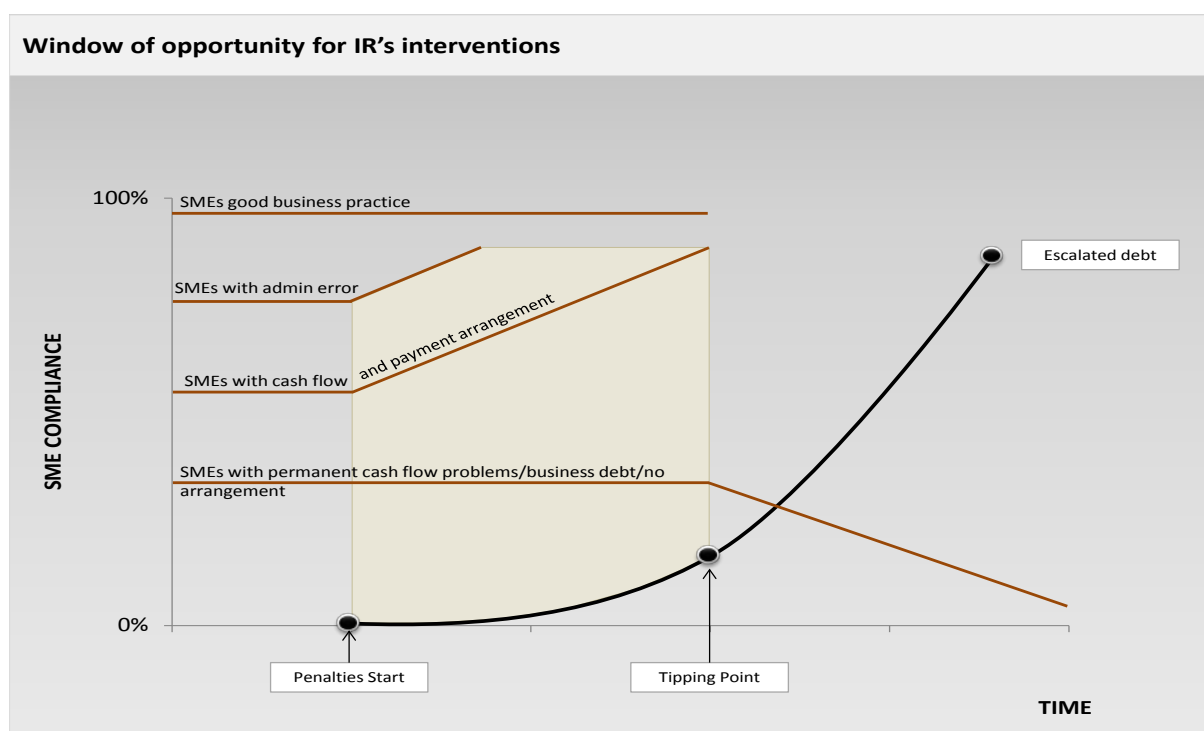 Window of opportunity for IR's interventions
100%
SMEs good business practice
Escalated debt
SMEs with admin error
and payment arrangement
SMEs with cash flow
SME COMPLIANCE
SMEs with permanent cash flow problems/business debt/no
arrangement
0%
Penalties Start
Tipping Point
TIME